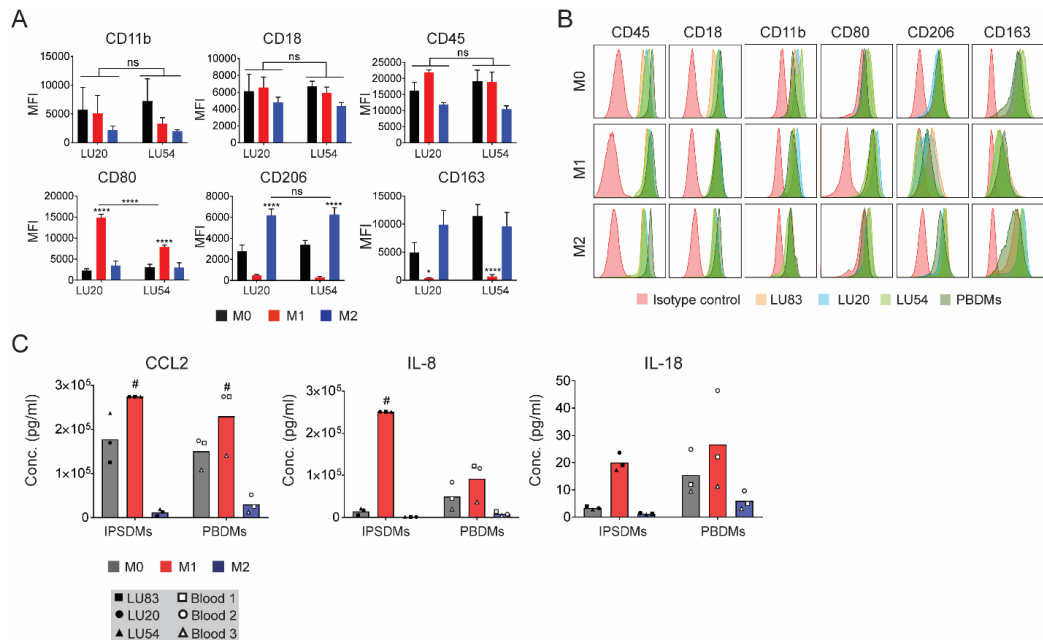 A
CD11b
CD18
CD45
MFI
15000
10000
5000
0
ns
LU20
LU54
MFI
10000
8000
6000
4000
2000
0
ns
LU20
LU54
MFI
25000
20000
15000
10000
5000
0
ns
LU20
LU54
CD80
CD206
CD163
MFI
20000
15000
10000
5000
0
****
****
****
LU20
LU54
MFI
8000
6000
4000
2000
0
ns
****
****
LU20
LU54
MFI
15000
10000
5000
0
*
****
LU20
LU54
M0
M1
M2
B
CD45
CD18
CD11b
CD80
CD206
CD163
M0
M1
M2
Isotype control
LU83
LU20
LU54
PBDMs
C
CCL2
Conc. (pg/ml)
3×10⁵
2×10⁵
1×10⁵
0
#
#
IPSDMs
PBDMs
IL-8
Conc. (pg/ml)
3×10⁵
2×10⁵
1×10⁵
0
#
IPSDMs
PBDMs
IL-18
Conc. (pg/ml)
50
40
30
20
10
0
IPSDMs
PBDMs
M0
M1
M2
LU83
Blood 1
LU20
Blood 2
LU54
Blood 3